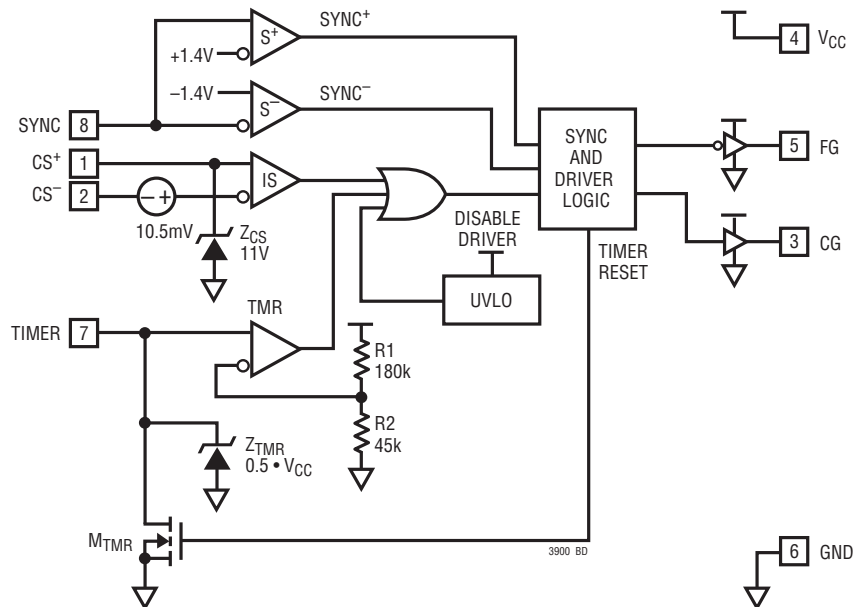 SYNC+
S+
+1.4V
4
VCC
–1.4V
SYNC–
S–
SYNC
8
CS+
1
CS–
2
– +
10.5mV
IS
ZCS
11V
SYNC
AND
DRIVER
LOGIC
5
FG
3
CG
DISABLE
DRIVER
TIMER
RESET
UVLO
TIMER
7
TMR
R1
180k
R2
45k
ZTMR
0.5 • VCC
MTMR
3900 BD
6
GND